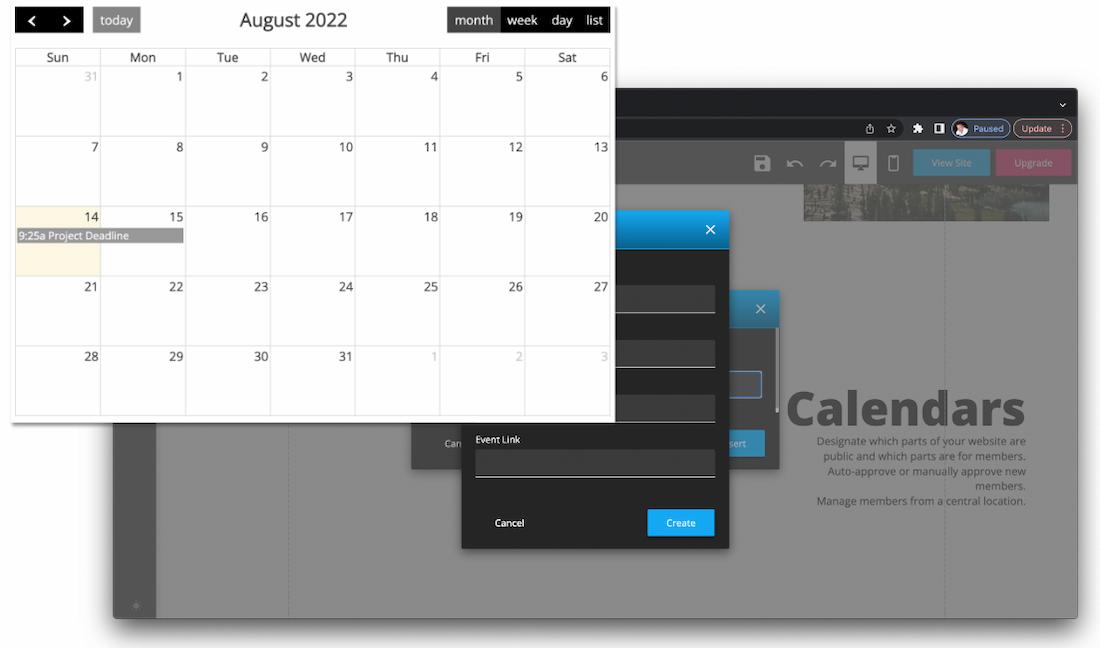 today
August 2022
month week day list
Sun Mon Tue Wed Thu Fri Sat
31 1 2 3 4 5 6
7 8 9 10 11 12 13
14 15 16 17 18 19 20
9:25a Project Deadline
21 22 23 24 25 26 27
28 29 30 31 1 2 3
Paused Update
View Site Upgrade
Event Link
Cancel Create
Calendars
Designate which parts of your website are
public and which parts are for members.
Auto-approve or manually approve new
members.
Manage members from a central location.